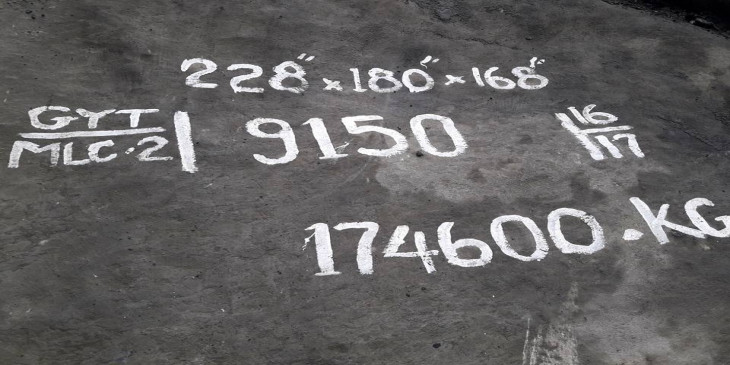 228" × 180" × 168"
GYT
MLC-2 | 9150 | 16
117
174600.KG